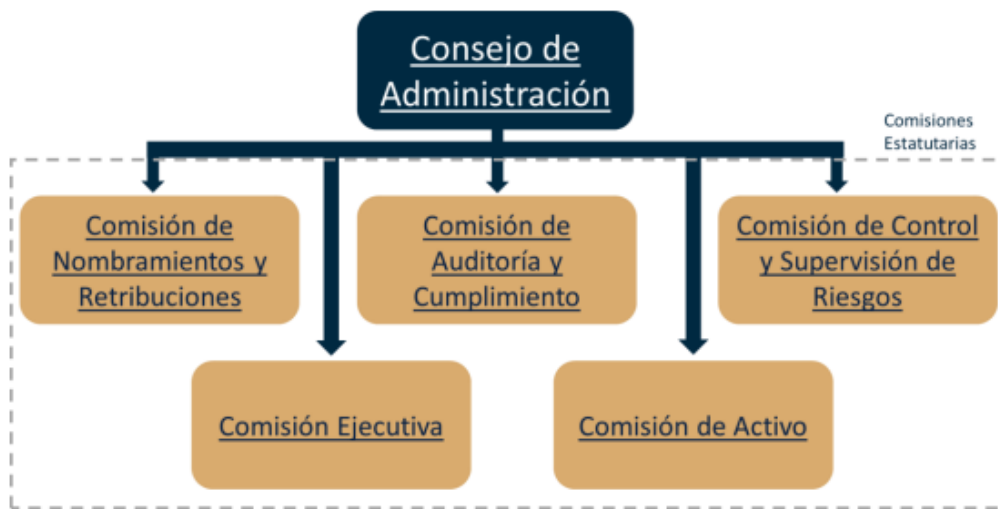 Consejo de
Administración
Comisiones
Estatutarias
Comisión de
Nombramientos y
Retribuciones
Comisión de
Auditoría y
Cumplimiento
Comisión de Control
y Supervisión de
Riesgos
Comisión Ejecutiva
Comisión de Activo